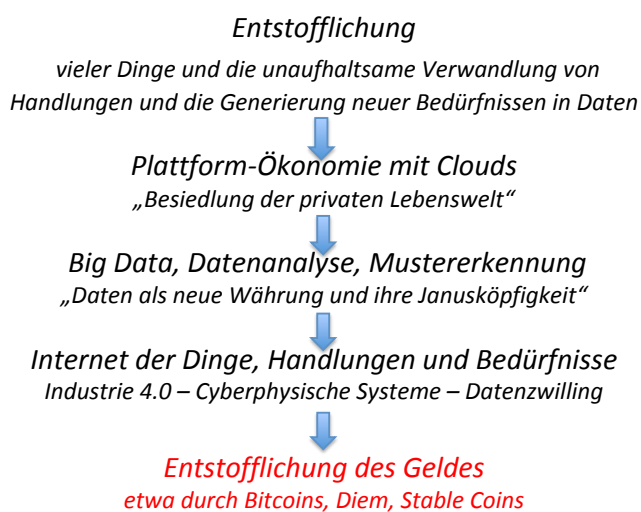 Entstofflichung
vieler Dinge und die unaufhaltsame Verwandlung von
Handlungen und die Generierung neuer Bedürfnissen in Daten
Plattform-Ökonomie mit Clouds
„Besiedlung der privaten Lebenswelt“
Big Data, Datenanalyse, Mustererkennung
„Daten als neue Währung und ihre Janusköpfigkeit“
Internet der Dinge, Handlungen und Bedürfnisse
Industrie 4.0 – Cyberphysische Systeme – Datenzwilling
Entstofflichung des Geldes
etwa durch Bitcoins, Diem, Stable Coins